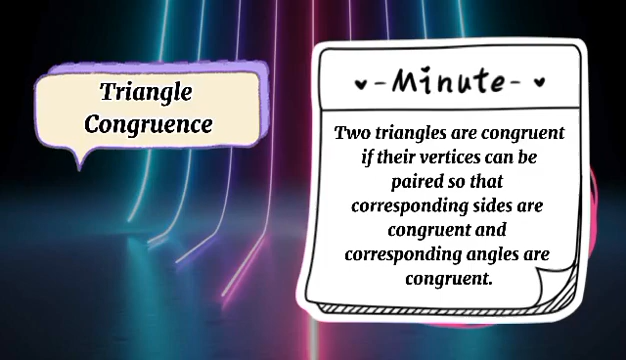 Triangle
Congruence
-Minute-
Two triangles are congruent
if their vertices can be
paired so that
corresponding sides are
congruent and
corresponding angles are
congruent.